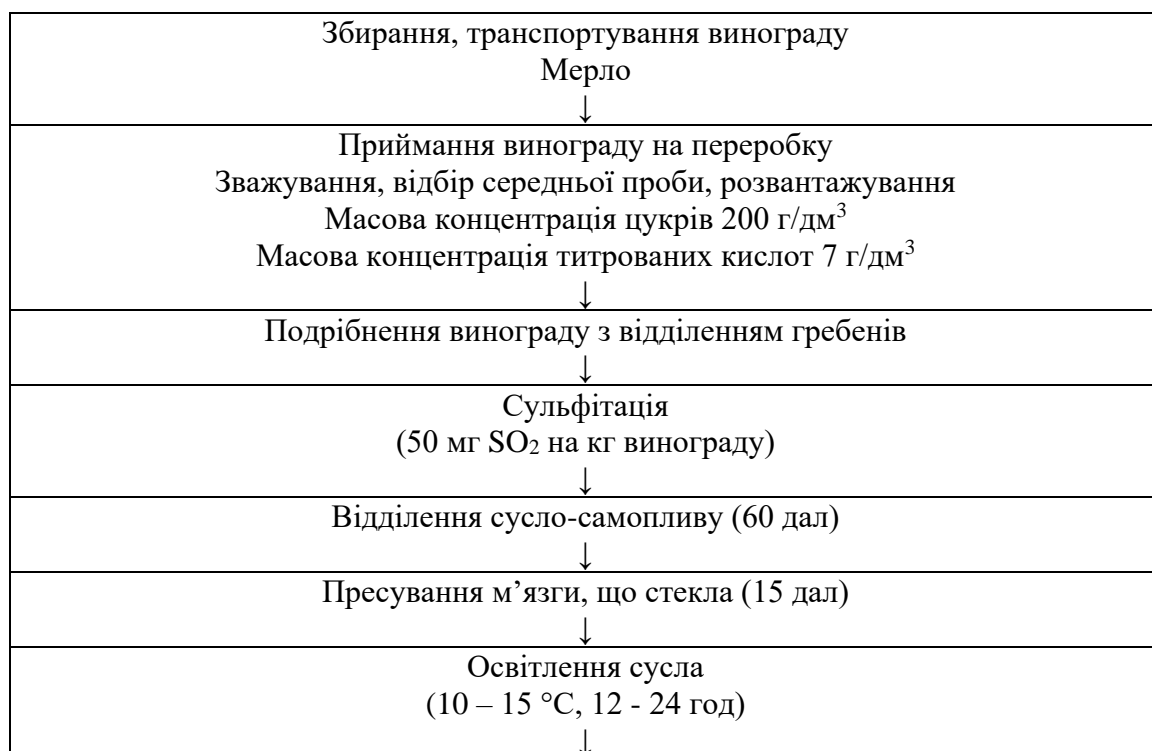 Збирання, транспортування винограду
Мерло
↓
Приймання винограду на переробку
Зважування, відбір середньої проби, розвантажування
Масова концентрація цукрів 200 г/дм³
Масова концентрація титрованих кислот 7 г/дм³
↓
Подрібнення винограду з відділенням гребенів
↓
Сульфітація
(50 мг SO₂ на кг винограду)
↓
Відділення сусло-самопливу (60 дал)
↓
Пресування м’язги, що стекла (15 дал)
↓
Освітлення сусла
(10 – 15 °С, 12 - 24 год)
↓